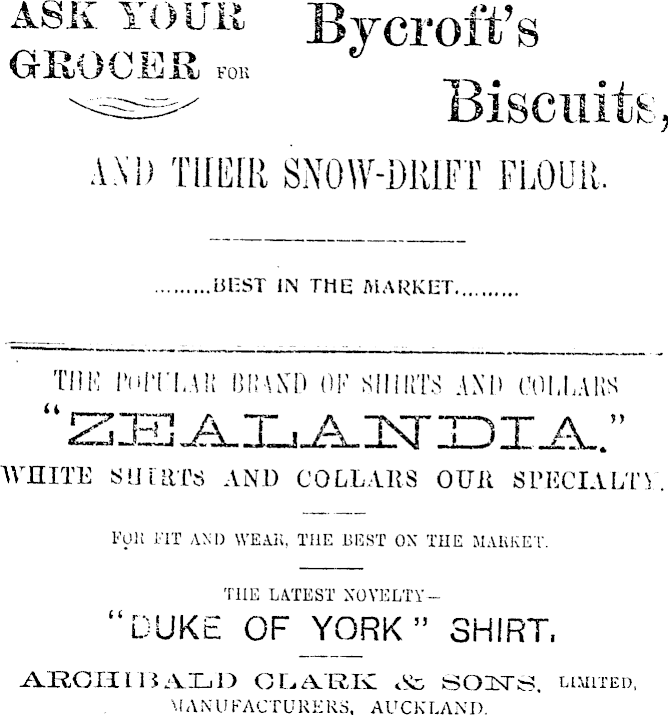 ASK YOUR
GROCER FOR
Bycroft's
Biscuits,
AND THEIR SNOW-DRIFT FLOUR.
.........BEST IN THE MARKET..........
THE POPULAR BRAND OF SHIRTS AND COLLARS
"ZEALANDIA."
WHITE SHIRTS AND COLLARS OUR SPECIALTY.
FOR FIT AND WEAR, THE BEST ON THE MARKET.
THE LATEST NOVELTY—
"DUKE OF YORK" SHIRT.
ARCHIBALD CLARK & SONS, LIMITED,
MANUFACTURERS, AUCKLAND.